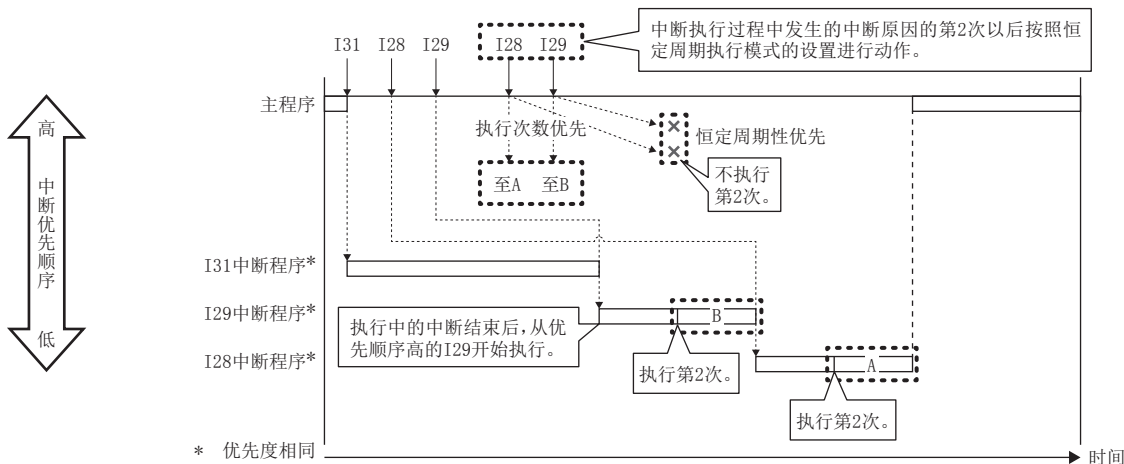 中断执行过程中发生的中断原因的第2次以后按照恒
定周期执行模式的设置进行动作。
I31 I28 I29 I28 I29
主程序
高
中断优先顺序
低
执行次数优先
恒定周期性优先
至A 至B
不执行
第2次。
I31中断程序*
I29中断程序*
B
执行中的中断结束后,从优
先顺序高的I29开始执行。
I28中断程序*
A
执行第2次。
执行第2次。
* 优先度相同
时间